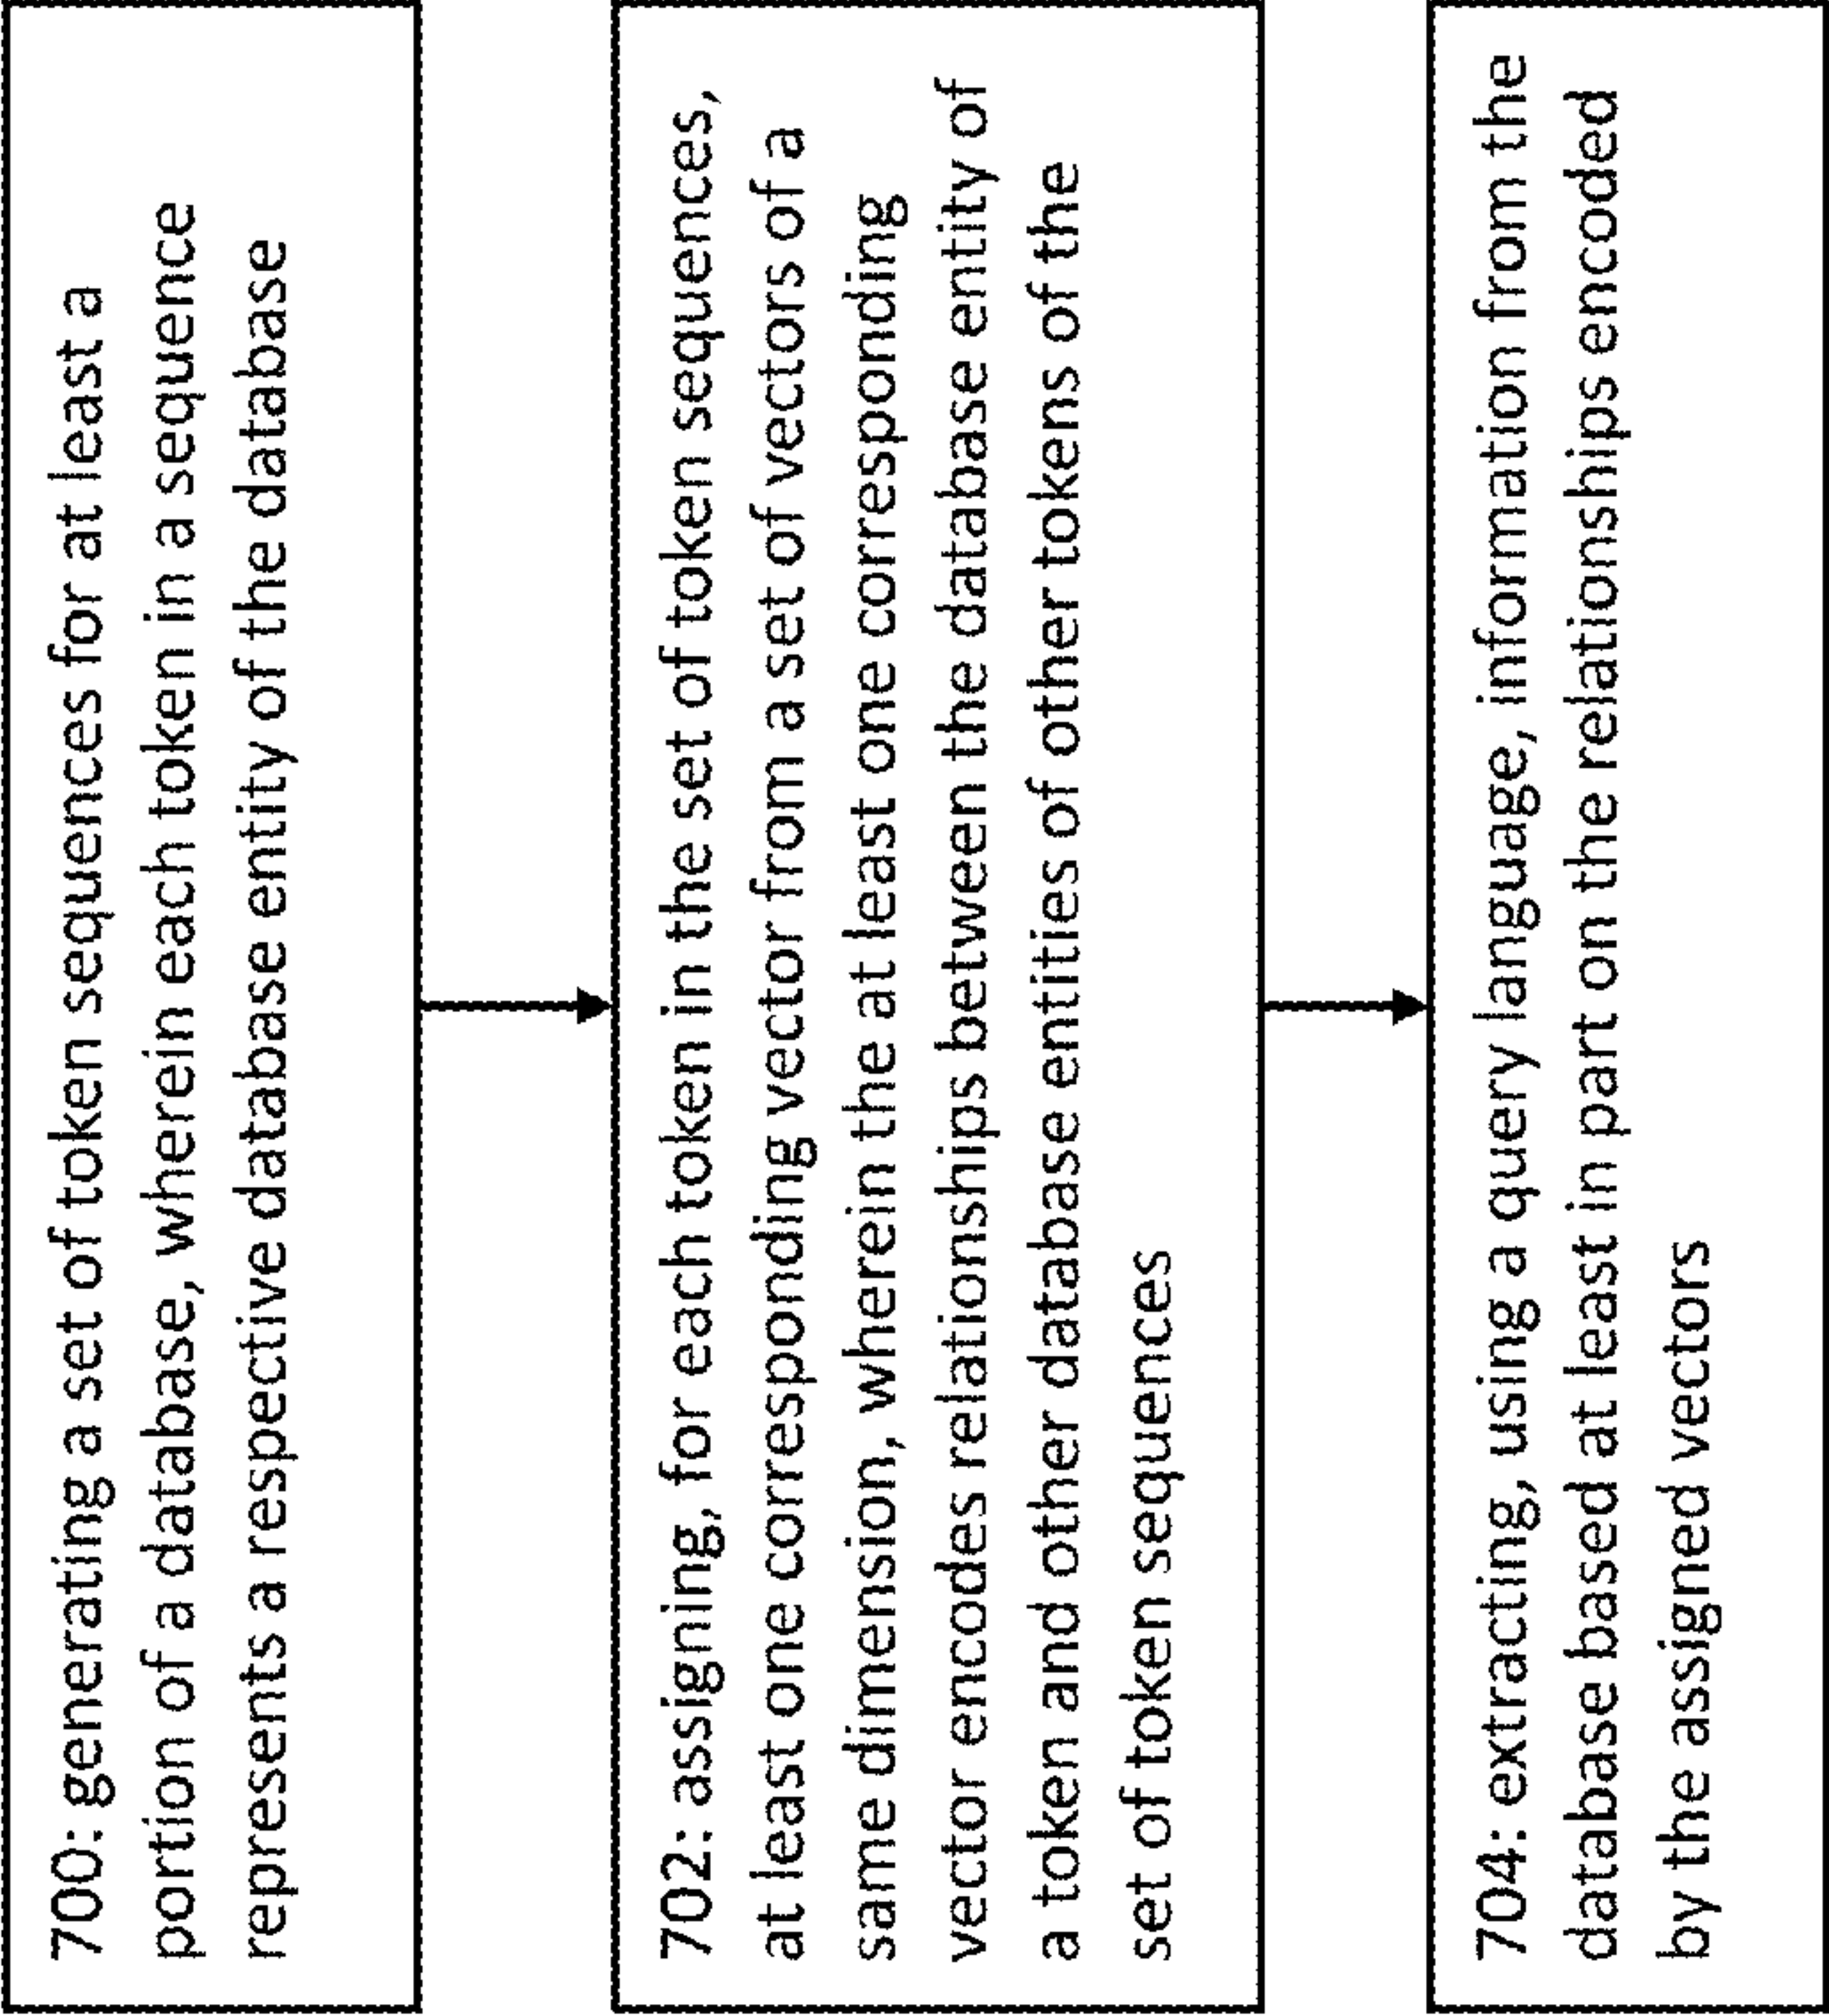 700: generating a set of token sequences for at least a
portion of a database, wherein each token in a sequence
represents a respective database entity of the database
702: assigning, for each token in the set of token sequences,
at least one corresponding vector from a set of vectors of a
same dimension, wherein the at least one corresponding
vector encodes relationships between the database entity of
a token and other database entities of other tokens of the
set of token sequences
704: extracting, using a query language, information from the
database based at least in part on the relationships encoded
by the assigned vectors